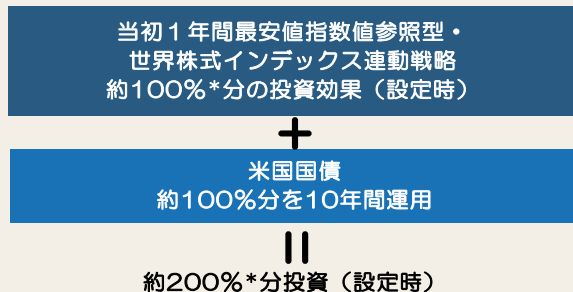 当初１年間最安値指数値参照型・
世界株式インデックス連動戦略
約100％*分の投資効果（設定時）
+
米国国債
約100％分を10年間運用
約200％*分投資（設定時）